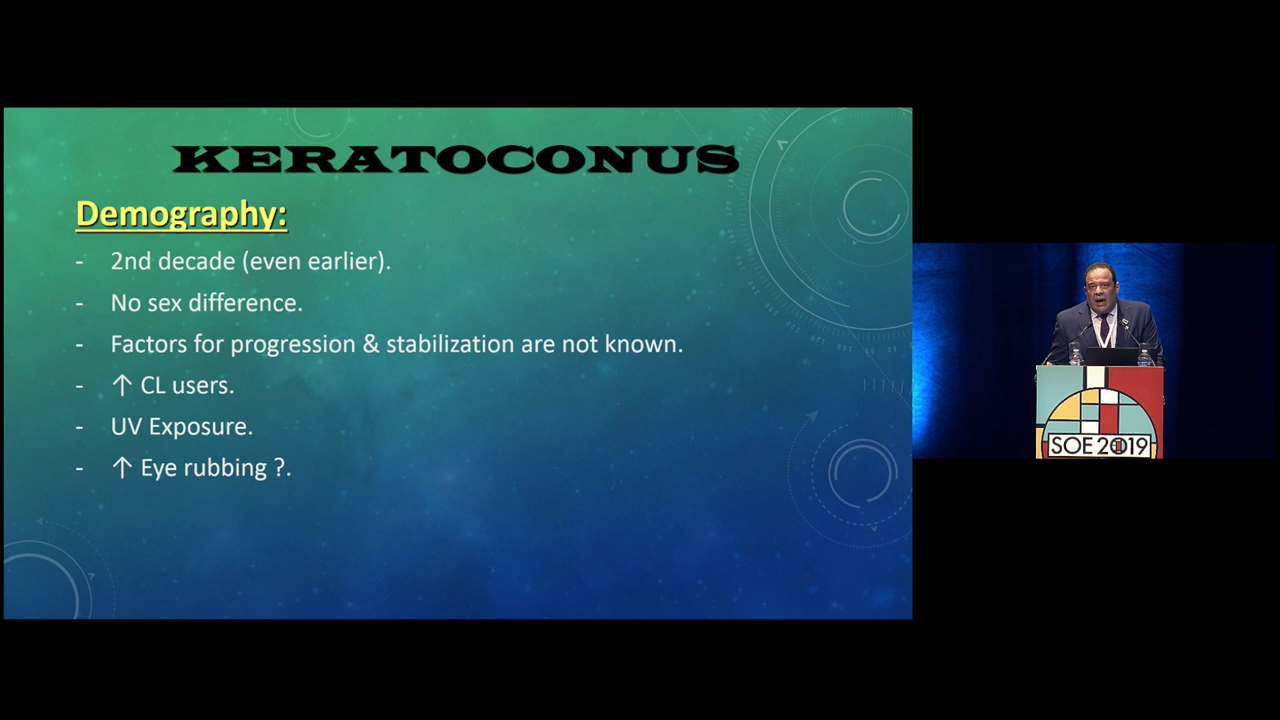 KERATOCONUS
Demography:
- 2nd decade (even earlier).
- No sex difference.
- Factors for progression & stabilization are not known.
- ↑ CL users.
- UV Exposure.
- ↑ Eye rubbing ?.
SOE 2019